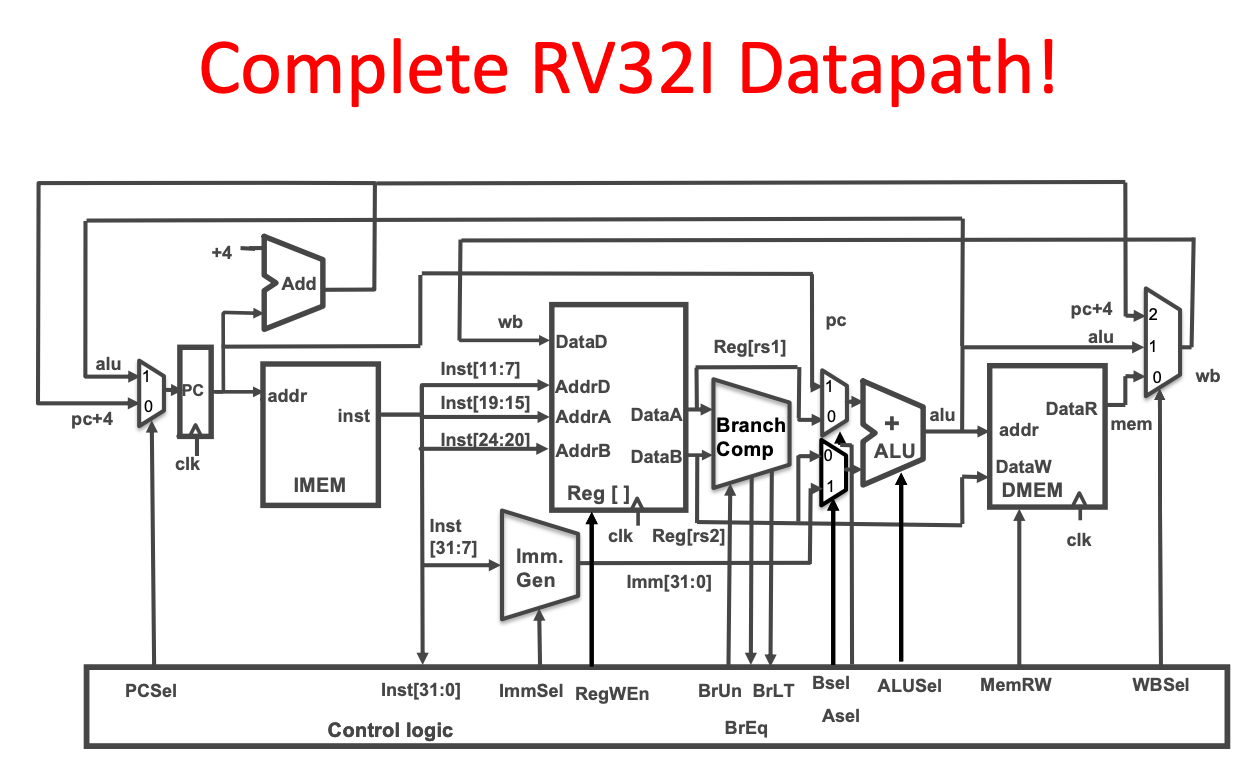 Complete RV32I Datapath!
+4
Add
wb
pc
pc+4
2
alu
1
0
wb
mem
alu
1
0
pc+4
PC
clk
addr
inst
IMEM
Inst[11:7]
Inst[19:15]
Inst[24:20]
Inst
[31:7]
DataD
AddrD
AddrA
AddrB
DataA
DataB
Reg [ ]
clk
Reg[rs1]
Reg[rs2]
Branch
Comp
Imm.
Gen
Imm[31:0]
1
0
0
1
+
ALU
alu
addr
DataR
DataW
DMEM
clk
PCSel
Inst[31:0]
ImmSel
RegWEn
BrUn
BrEq
BrLT
Bsel
Asel
ALUSel
MemRW
WBSel
Control logic